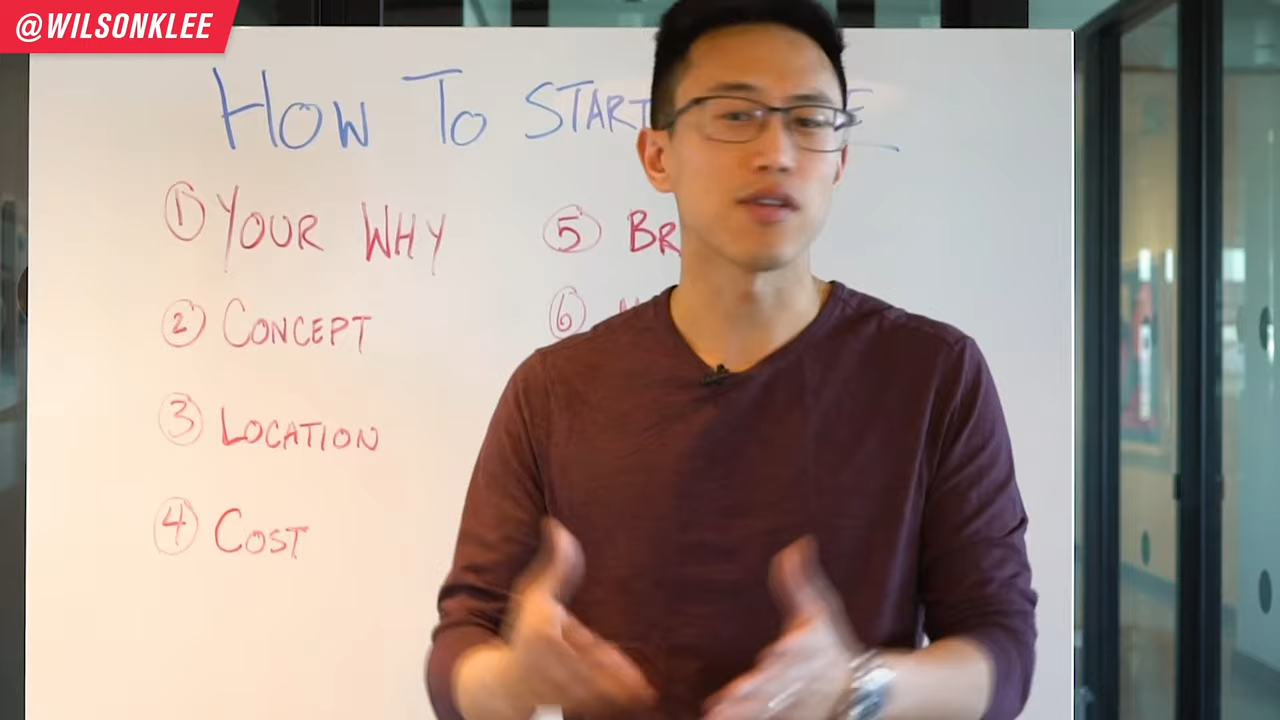 @WILSONKLEE
How To START
① YOUR WHY
② CONCEPT
③ LOCATION
④ COST
⑤ BR
⑥